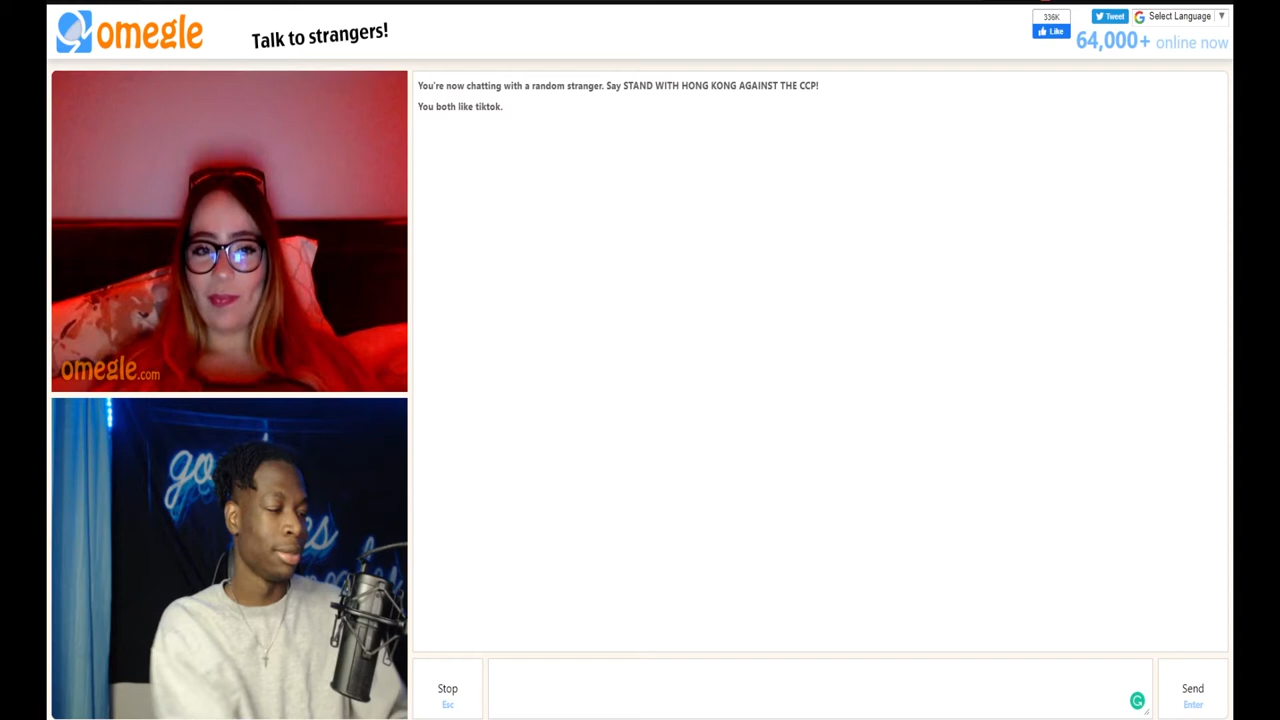 omegle
Talk to strangers!
336K
Like
Tweet
Select Language
64,000+ online now
You're now chatting with a random stranger. Say STAND WITH HONG KONG AGAINST THE CCP!
You both like tiktok.
omegle.com
go
es
Stop
Esc
Send
Enter